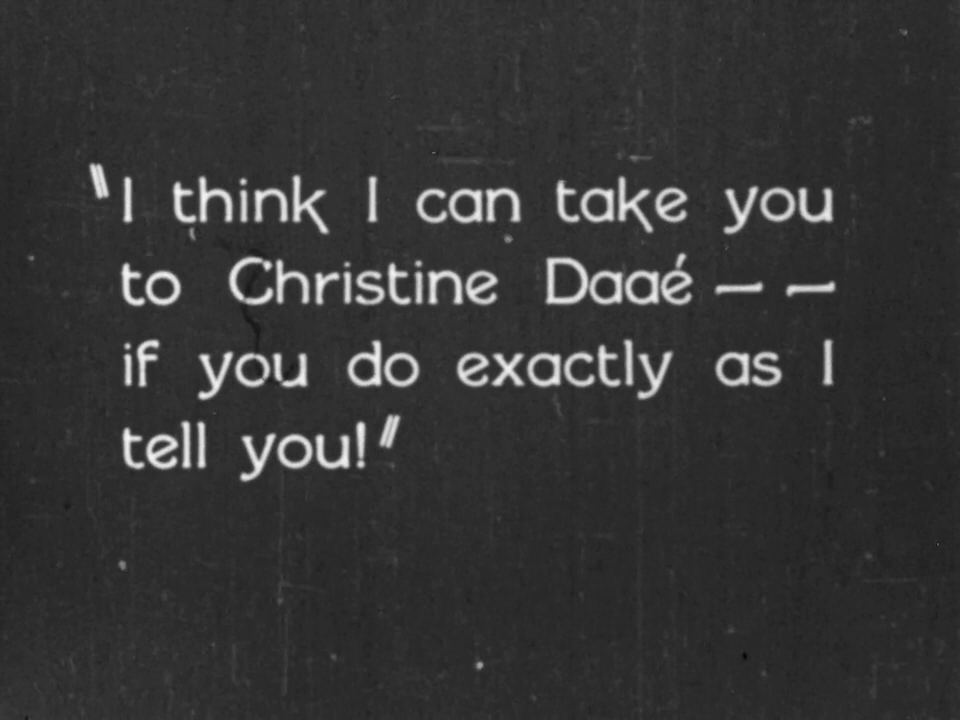 "I think I can take you
to Christine Daaé — —
if you do exactly as I
tell you!"